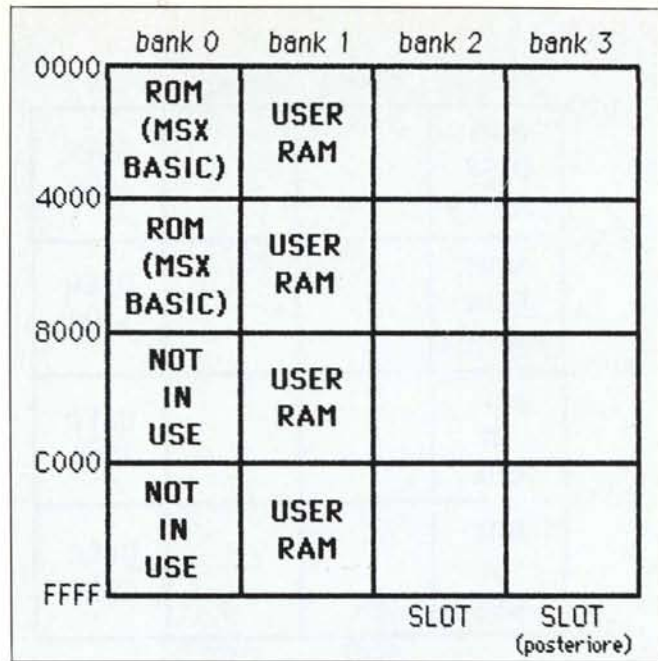 bank 0 bank 1 bank 2 bank 3
0000
ROM
(MSX
BASIC)
USER
RAM
4000
ROM
(MSX
BASIC)
USER
RAM
8000
NOT
IN
USE
USER
RAM
C000
NOT
IN
USE
USER
RAM
FFFF
SLOT SLOT
(posteriore)